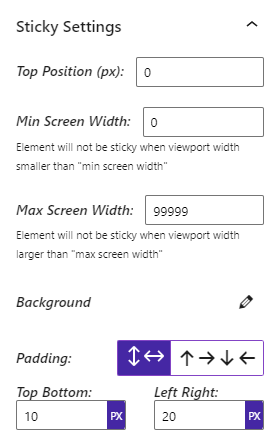 Sticky Settings
Top Position (px): 0
Min Screen Width: 0
Element will not be sticky when viewport width
smaller than "min screen width"
Max Screen Width: 99999
Element will not be sticky when viewport width
larger than "max screen width"
Background
Padding:
Top Bottom: Left Right:
10 PX 20 PX